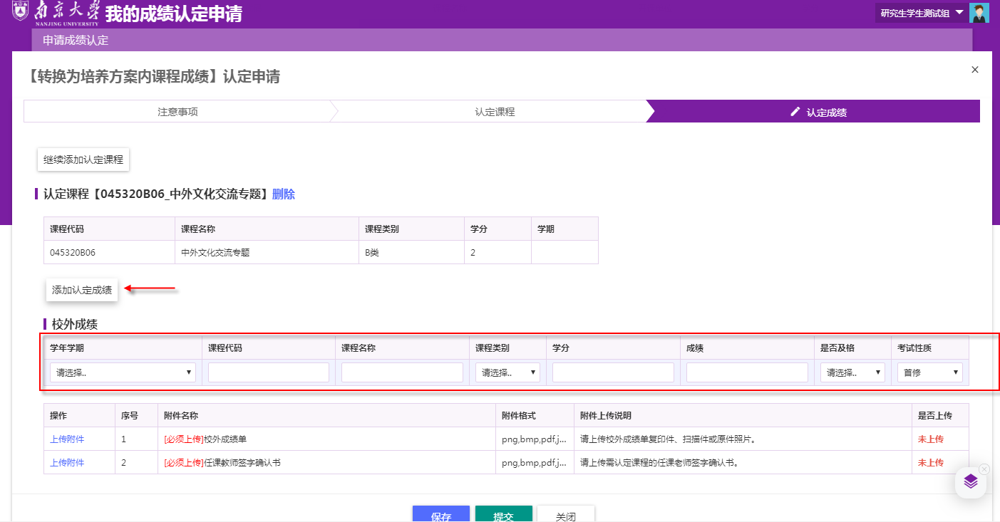 南京大学 我的成绩认定申请
NANJING UNIVERSITY
研究生学生测试组
申请成绩认定
【转换为培养方案内课程成绩】认定申请
注意事项 认定课程 认定成绩
继续添加认定课程
认定课程【045320B06_中外文化交流专题】删除
课程代码 课程名称 课程类别 学分 学期
045320B06 中外文化交流专题 B类 2
添加认定成绩
校外成绩
学年学期 课程代码 课程名称 课程类别 学分 成绩 是否及格 考试性质
请选择.. 请选择.. 请选择.. 首修
操作 序号 附件名称 附件格式 附件上传说明 是否上传
上传附件 1 [必须上传]校外成绩单 png,bmp,pdf,j... 请上传校外成绩单复印件、扫描件或原件照片。 未上传
上传附件 2 [必须上传]任课教师签字确认书 png,bmp,pdf,j... 请上传需认定课程的任课老师签字确认书。 未上传
保存 提交 关闭